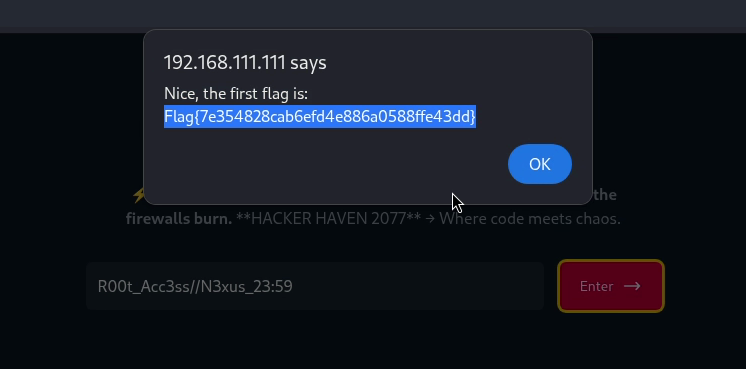 192.168.111.111 says
Nice, the first flag is:
Flag{7e354828cab6efd4e886a0588ffe43dd}
OK
⚡ the
firewalls burn. **HACKER HAVEN 2077** → Where code meets chaos.
R00t_Acc3ss//N3xus_23:59
Enter →